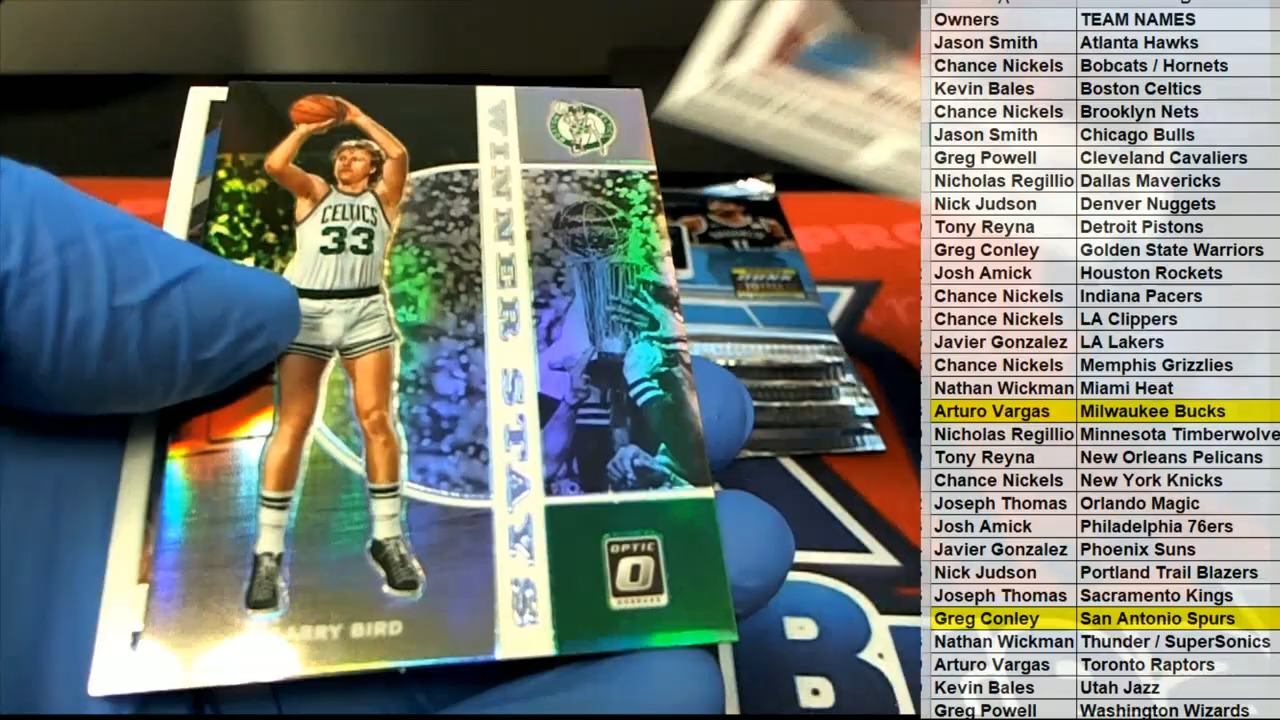 CELTICS
33
WINNER STAYS
OPTIC
LARRY BIRD
Owners TEAM NAMES
Jason Smith Atlanta Hawks
Chance Nickels Bobcats / Hornets
Kevin Bales Boston Celtics
Chance Nickels Brooklyn Nets
Jason Smith Chicago Bulls
Greg Powell Cleveland Cavaliers
Nicholas Regillio Dallas Mavericks
Nick Judson Denver Nuggets
Tony Reyna Detroit Pistons
Greg Conley Golden State Warriors
Josh Amick Houston Rockets
Chance Nickels Indiana Pacers
Chance Nickels LA Clippers
Javier Gonzalez LA Lakers
Chance Nickels Memphis Grizzlies
Nathan Wickman Miami Heat
Arturo Vargas Milwaukee Bucks
Nicholas Regillio Minnesota Timberwolve
Tony Reyna New Orleans Pelicans
Chance Nickels New York Knicks
Joseph Thomas Orlando Magic
Josh Amick Philadelphia 76ers
Javier Gonzalez Phoenix Suns
Nick Judson Portland Trail Blazers
Joseph Thomas Sacramento Kings
Greg Conley San Antonio Spurs
Nathan Wickman Thunder / SuperSonics
Arturo Vargas Toronto Raptors
Kevin Bales Utah Jazz
Greg Powell Washington Wizards